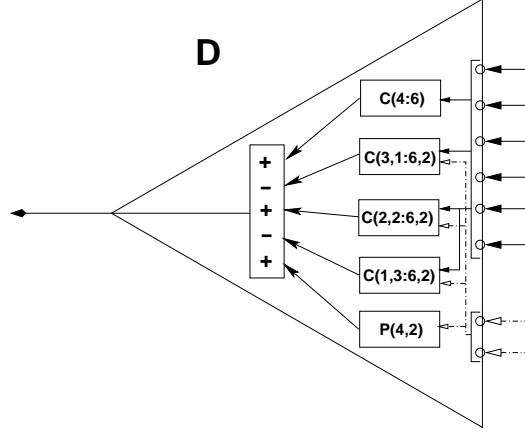 D
C(4:6)
C(3,1:6,2)
C(2,2:6,2)
C(1,3:6,2)
P(4,2)
+
−
+
−
+